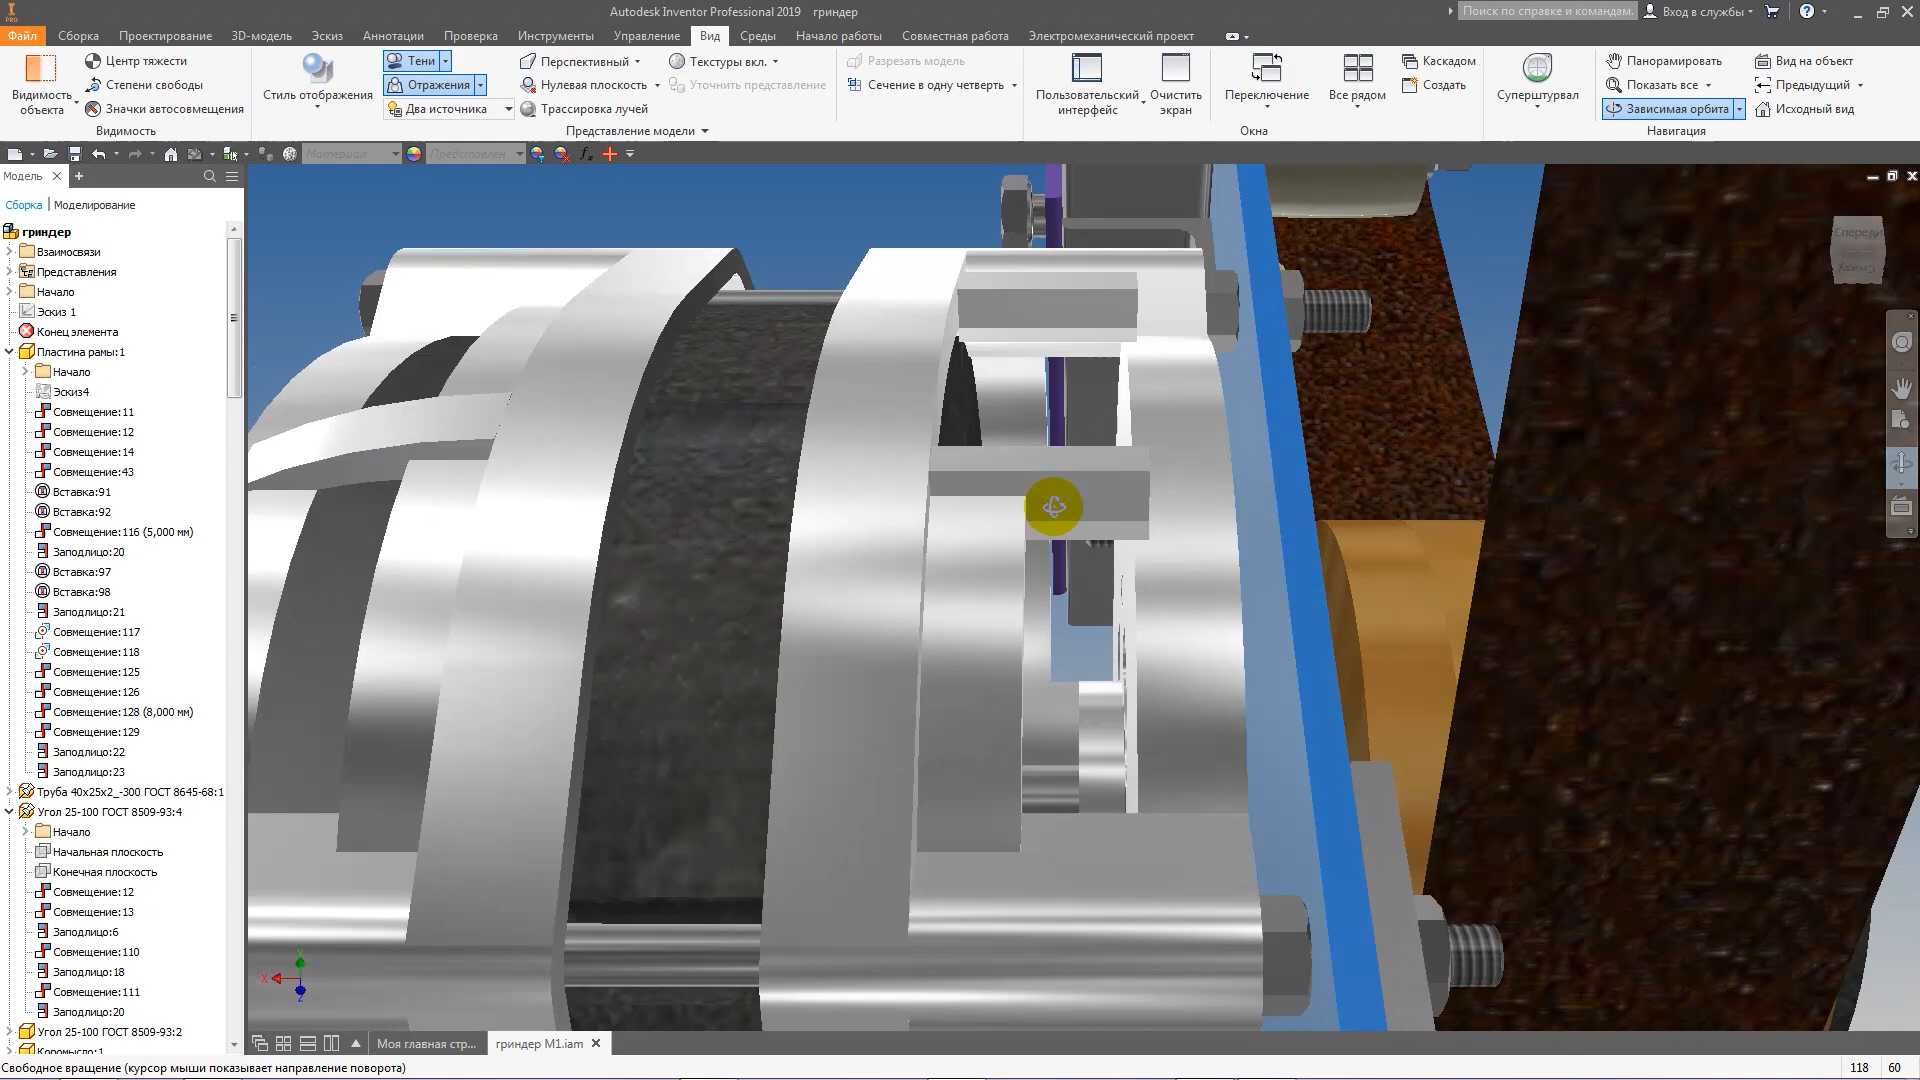 Autodesk Inventor Professional 2019 гриндер
Поиск по справке и командам.
Вход в службы
PRO
Файл Сборка Проектирование 3D-модель Эскиз Аннотации Проверка Инструменты Управление Вид Среды Начало работы Совместная работа Электромеханический проект
Видимость объекта
Центр тяжести
Степени свободы
Значки автосовмещения
Видимость
Стиль отображения
Тени
Отражения
Два источника
Перспективный
Нулевая плоскость
Трассировка лучей
Текстуры вкл.
Уточнить представление
Представление модели
Разрезать модель
Сечение в одну четверть
Пользовательский интерфейс
Очистить экран
Переключение
Все рядом
Каскадом
Создать
Окна
Суперштурвал
Панорамировать
Показать все
Зависимая орбита
Вид на объект
Предыдущий
Исходный вид
Навигация
Материал
Представлен
Модель
Сборка Моделирование
гриндер
Взаимосвязи
Представления
Начало
Эскиз 1
Конец элемента
Пластина рамы:1
Начало
Эскиз4
Совмещение:11
Совмещение:12
Совмещение:14
Совмещение:43
Вставка:91
Вставка:92
Совмещение:116 (5,000 мм)
Заподлицо:20
Вставка:97
Вставка:98
Заподлицо:21
Совмещение:117
Совмещение:118
Совмещение:125
Совмещение:126
Совмещение:128 (8,000 мм)
Совмещение:129
Заподлицо:22
Заподлицо:23
Труба 40x25x2_-300 ГОСТ 8645-68:1
Угол 25-100 ГОСТ 8509-93:4
Начало
Начальная плоскость
Конечная плоскость
Совмещение:12
Совмещение:13
Заподлицо:6
Совмещение:110
Заподлицо:18
Совмещение:111
Заподлицо:20
Угол 25-100 ГОСТ 8509-93:2
Коромысло:1
Спереди
Снизу
Y
X
Z
Моя главная стр...
гриндер М1.iam
Свободное вращение (курсор мыши показывает направление поворота)
118 60